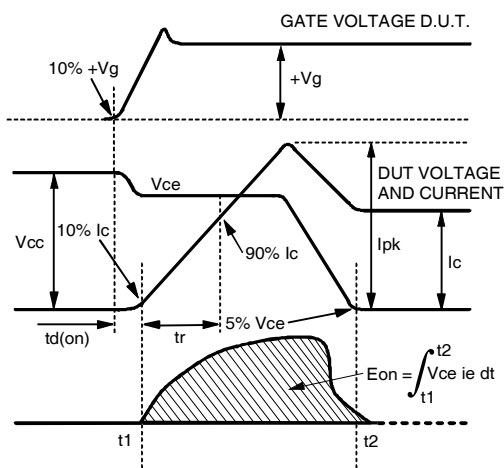 GATE VOLTAGE D.U.T.
10% +Vg
+Vg
DUT VOLTAGE
AND CURRENT
Vce
Vcc
10% Ic
90% Ic
Ipk
Ic
td(on)
tr
5% Vce
Eon = ∫ Vce ie dt
t2
t1
t1
t2